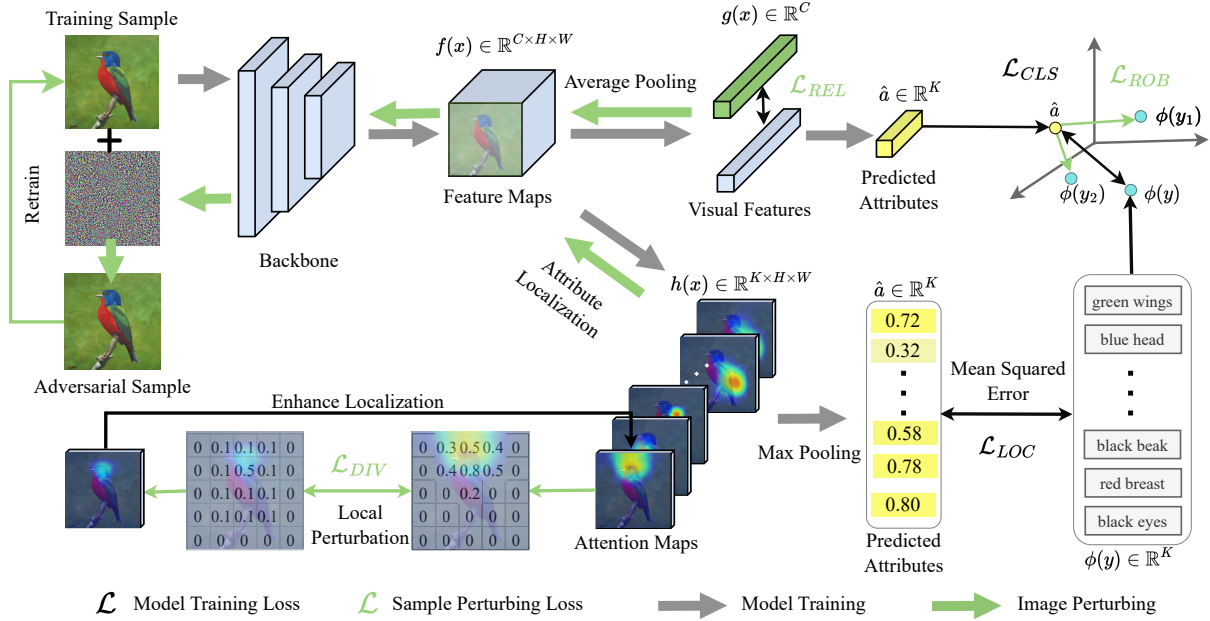 Training Sample
f(x) ∈ ℝ^{C×H×W}
g(x) ∈ ℝ^C
Average Pooling
ℒ_{REL}
â ∈ ℝ^K
ℒ_{CLS}
ℒ_{ROB}
â
ϕ(y₁)
ϕ(y₂)
ϕ(y)
Retrain
Backbone
Feature Maps
Visual Features
Predicted
Attributes
Adversarial Sample
Attribute
Localization
h(x) ∈ ℝ^{K×H×W}
â ∈ ℝ^K
0.72
0.32
0.58
0.78
0.80
Predicted
Attributes
Max Pooling
Mean Squared
Error
ℒ_{LOC}
green wings
blue head
black beak
red breast
black eyes
ϕ(y) ∈ ℝ^K
Enhance Localization
0 0.1 0.1 0.1 0
0 0.1 0.5 0.1 0
0 0.1 0.1 0.1 0
0 0.1 0.1 0.1 0
0 0 0 0 0
ℒ_{DIV}
Local
Perturbation
0 0.3 0.5 0.4 0
0 0.4 0.8 0.5 0
0 0 0.2 0 0
0 0 0 0 0
0 0 0 0 0
Attention Maps
ℒ Model Training Loss
ℒ Sample Perturbing Loss
Model Training
Image Perturbing